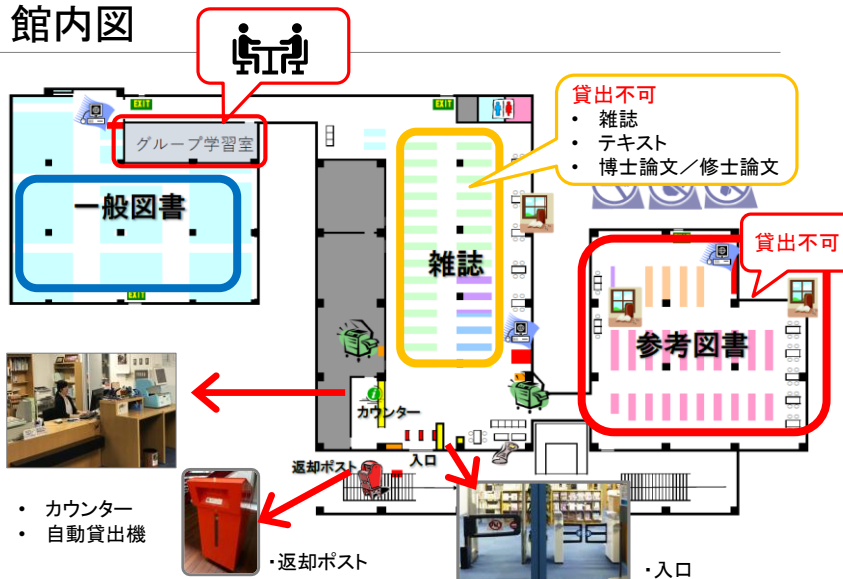 館内図
EXIT
EXIT
グループ学習室
貸出不可
• 雑誌
• テキスト
• 博士論文／修士論文
一般図書
貸出不可
雑誌
EXIT
参考図書
カウンター
返却ポスト
入口
• カウンター
• 自動貸出機
・返却ポスト
・入口